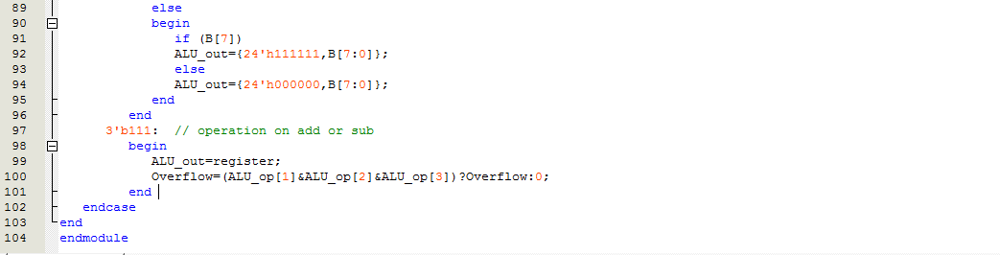 89 else
90 begin
91 if (B[7])
92 ALU_out={24'h111111,B[7:0]};
93 else
94 ALU_out={24'h000000,B[7:0]};
95 end
96 end
97 3'b111: // operation on add or sub
98 begin
99 ALU_out=register;
100 Overflow=(ALU_op[1]&ALU_op[2]&ALU_op[3])?Overflow:0;
101 end
102 endcase
103 end
104 endmodule